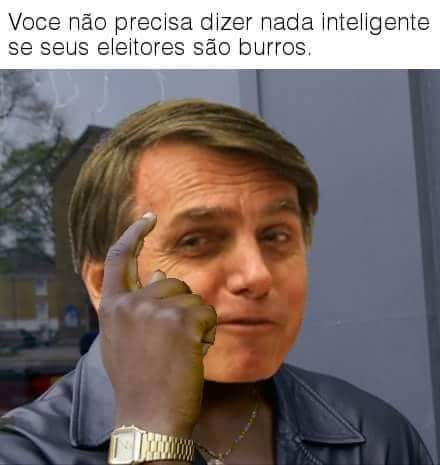 Voce não precisa dizer nada inteligente
se seus eleitores são burros.